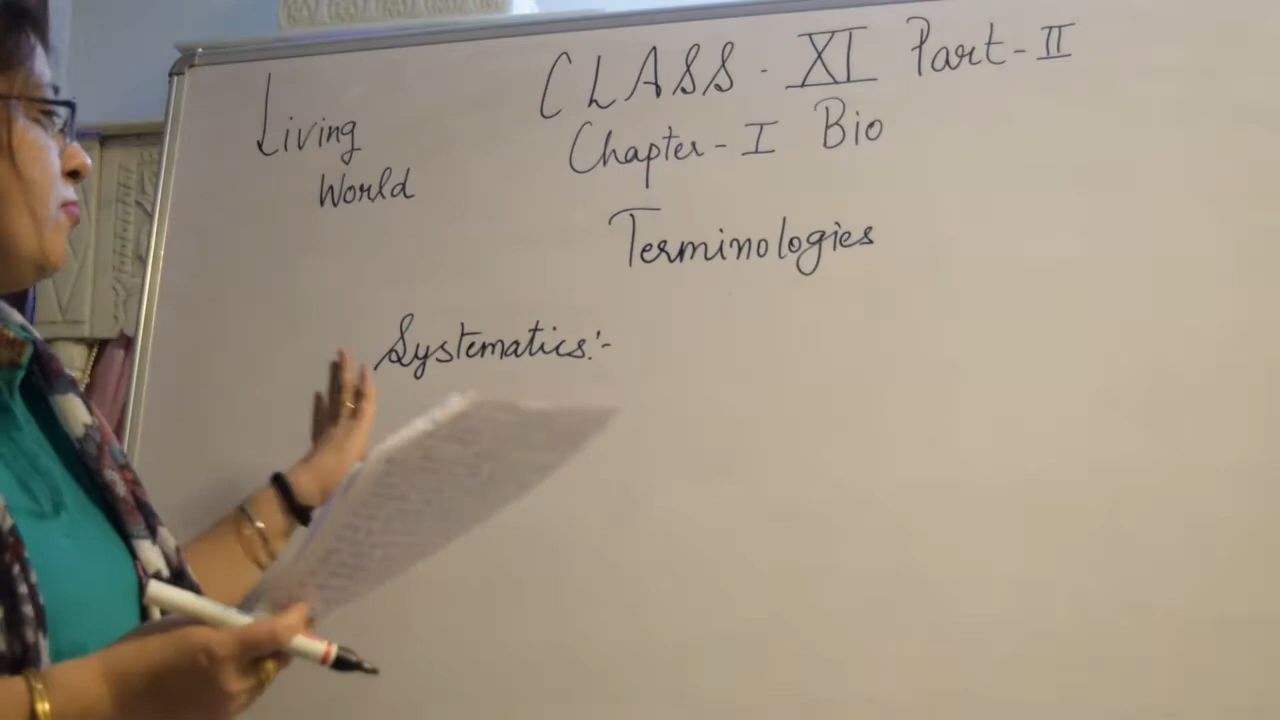 Living
World
CLASS - XI Part - II
Chapter - I Bio
Terminologies
Systematics:-